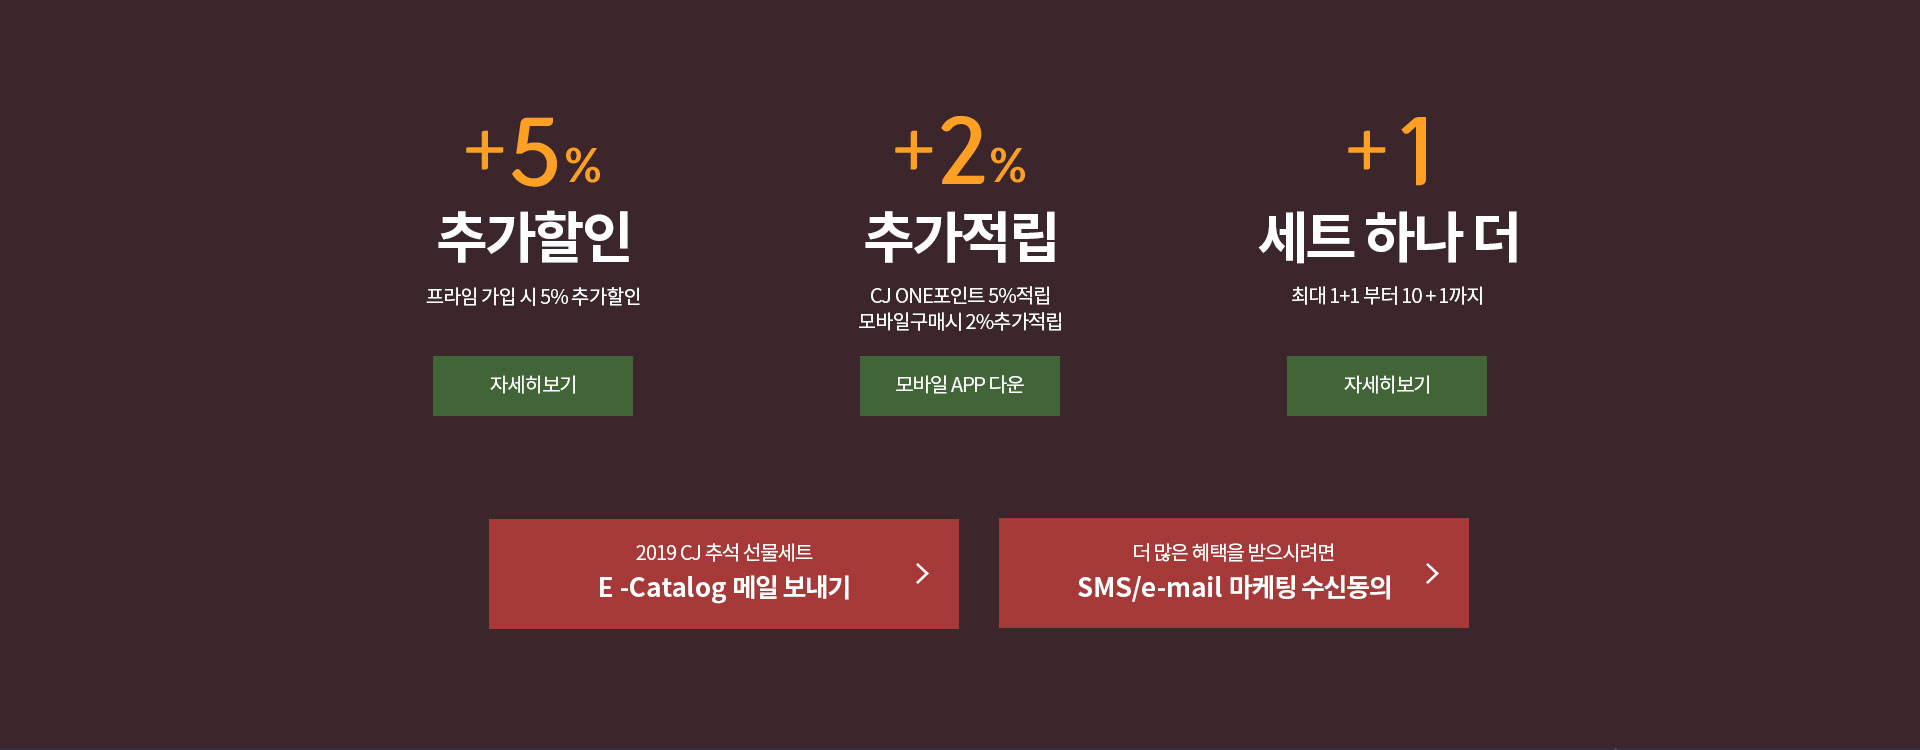 +5%
추가할인
프라임 가입 시 5% 추가할인
자세히보기
+2%
추가적립
CJ ONE포인트 5%적립
모바일구매시 2%추가적립
모바일 APP 다운
+1
세트 하나 더
최대 1+1 부터 10 + 1까지
자세히보기
2019 CJ 추석 선물세트
E -Catalog 메일 보내기
더 많은 혜택을 받으시려면
SMS/e-mail 마케팅 수신동의